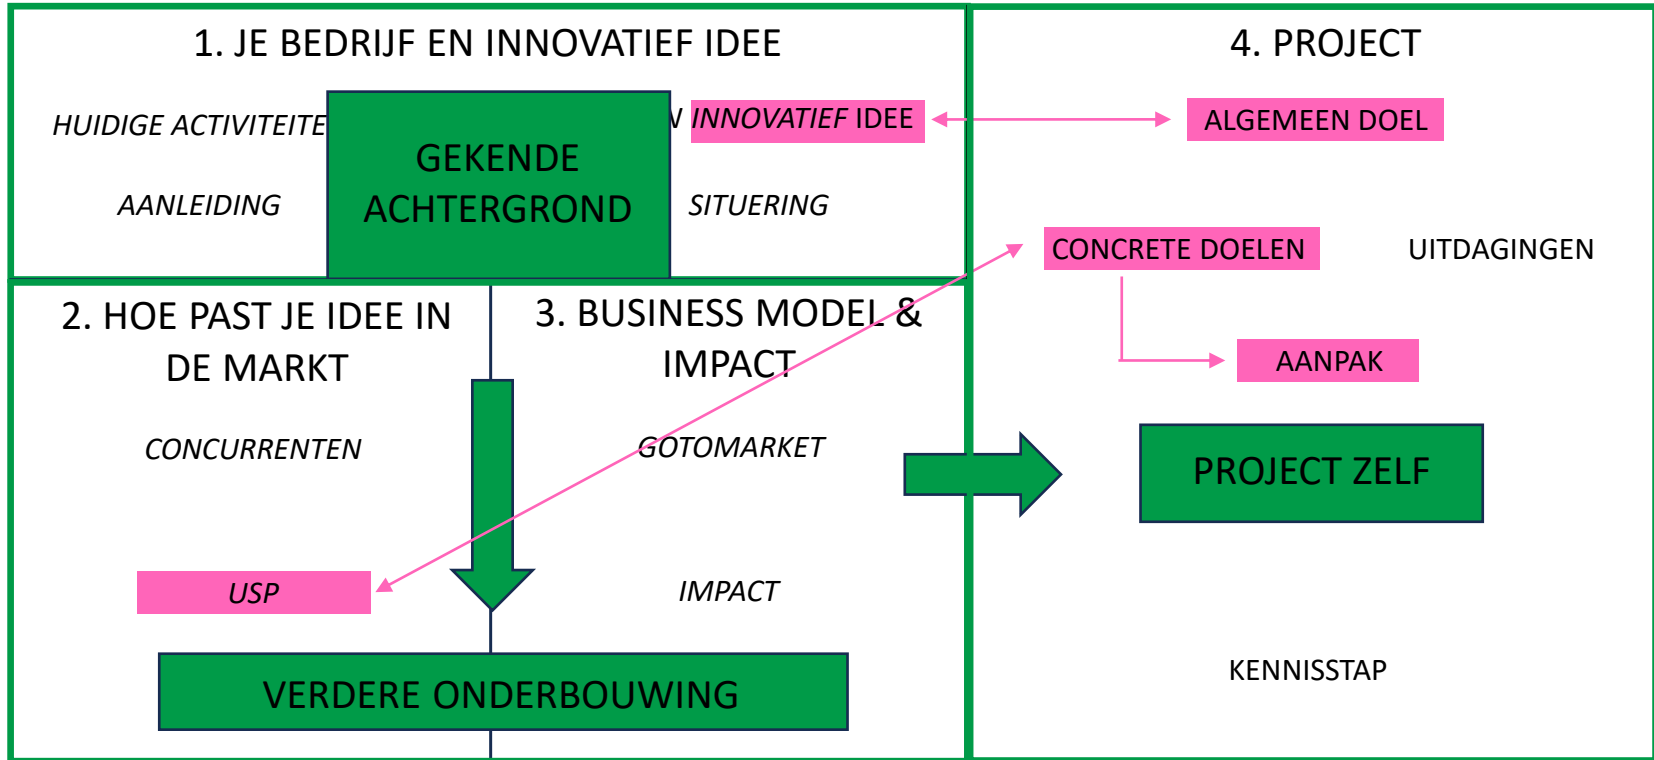 1. JE BEDRIJF EN INNOVATIEF IDEE
HUIDIGE ACTIVITEITE
INNOVATIEF IDEE
GEKENDE
ACHTERGROND
AANLEIDING
SITUERING
2. HOE PAST JE IDEE IN
DE MARKT
CONCURRENTEN
USP
3. BUSINESS MODEL &
IMPACT
GOTOMARKET
IMPACT
VERDERE ONDERBOUWING
4. PROJECT
ALGEMEEN DOEL
CONCRETE DOELEN
UITDAGINGEN
AANPAK
PROJECT ZELF
KENNISSTAP